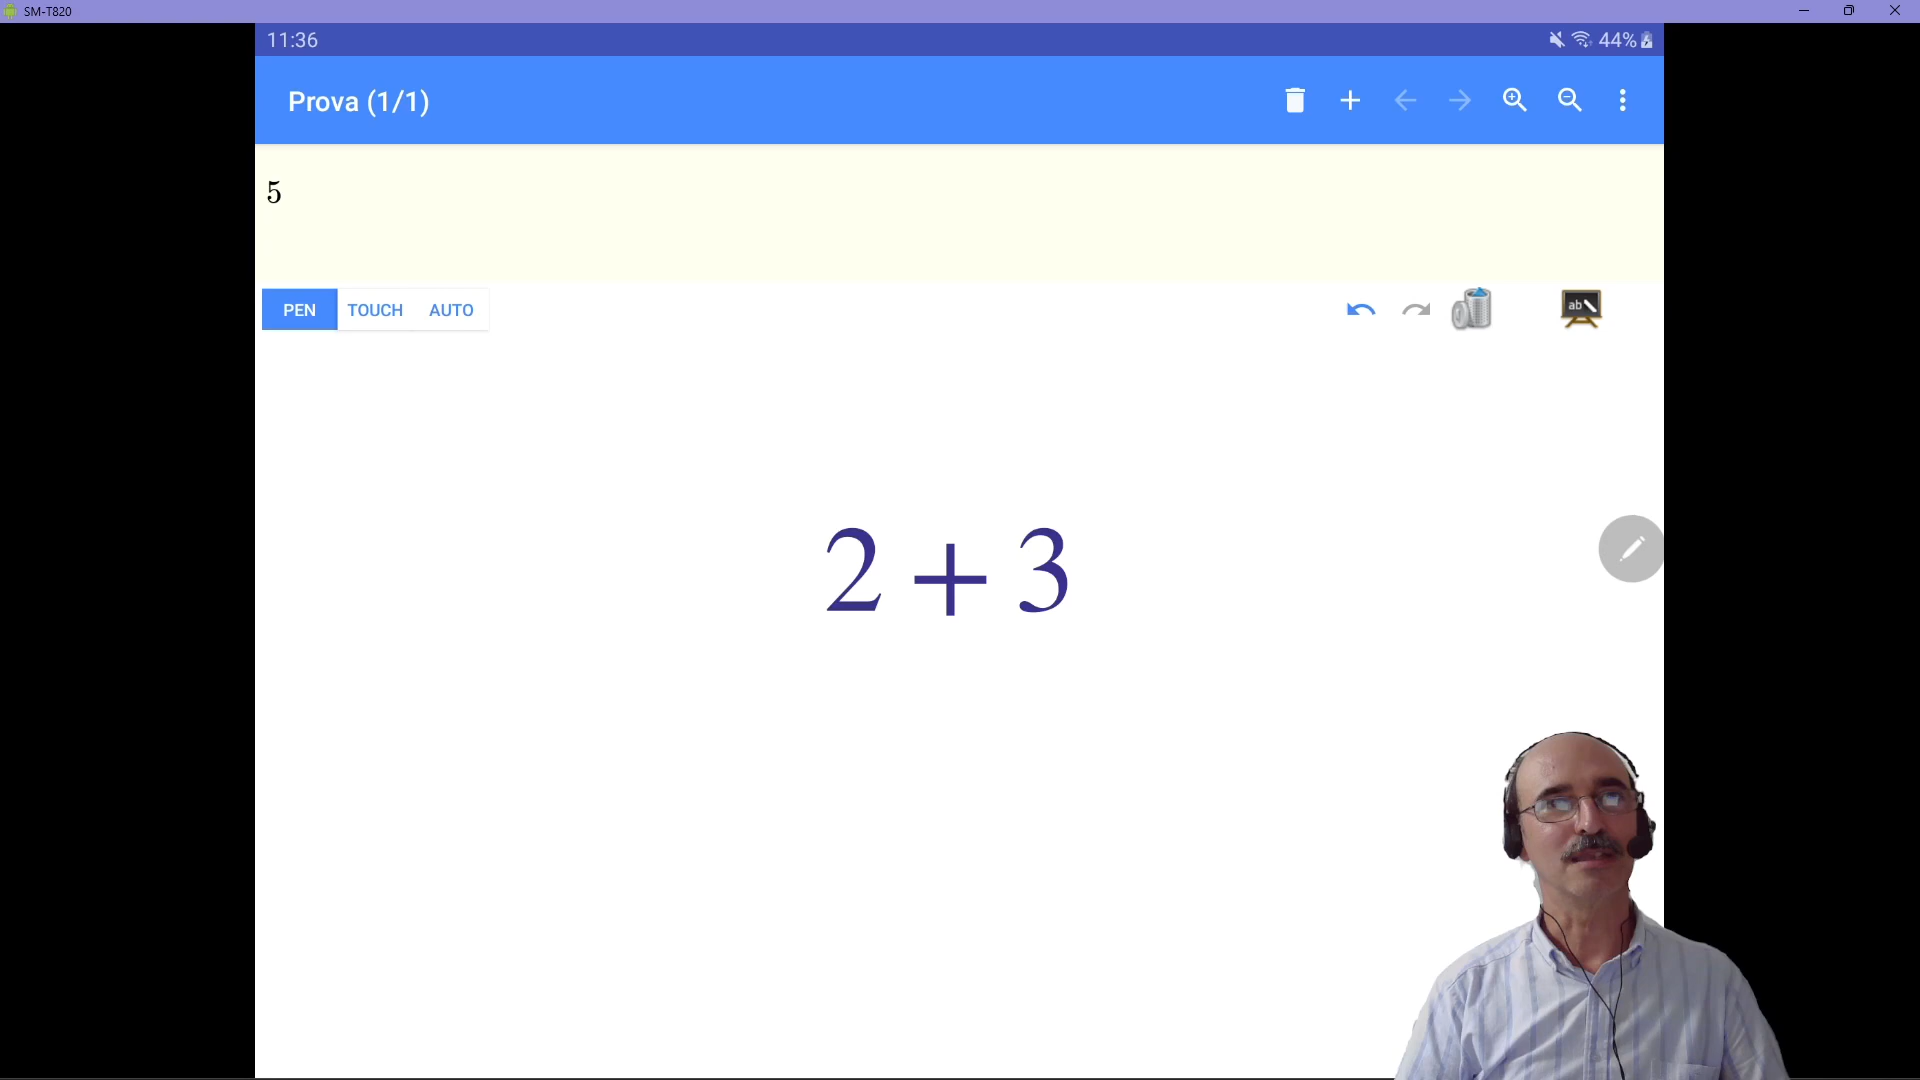 SM-T820
11:36
44%
Prova (1/1)
5
PEN TOUCH AUTO
ab
2 + 3